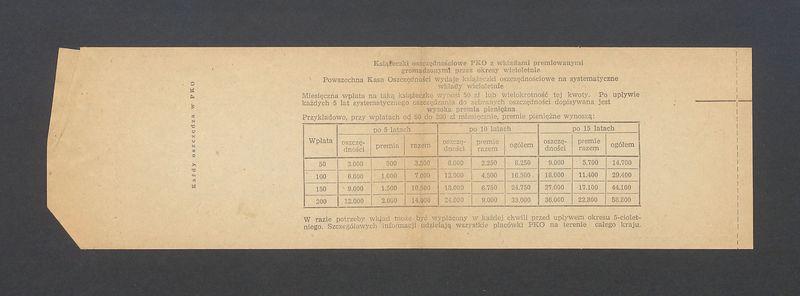 Każdy oszczędza w PKO
Książeczki oszczędnościowe PKO z wkładami premiowanymi
gromadzonymi przez okresy wieloletnie
Powszechna Kasa Oszczędności wydaje książeczki oszczędnościowe na systematyczne
wkłady wieloletnie
Miesięczna wpłata na taką książeczkę wynosi 50 zł lub wielokrotność tej kwoty. Po upływie
każdych 5 lat systematycznego oszczędzania do zebranych oszczędności dopisywana jest
wysoka premia pieniężna
Przykładowo, przy wpłatach od 50 do 200 zł miesięcznie, premie pieniężne wynoszą:
Wpłata po 5 latach po 10 latach po 15 latach
oszczędności premia razem oszczędności premie razem ogółem oszczędności premie razem ogółem
50 3.000 500 3.500 6.000 2.250 8.250 9.000 5.700 14.700
100 6.000 1.000 7.000 12.000 4.500 16.500 18.000 11.400 29.400
150 9.000 1.500 10.500 18.000 6.750 24.750 27.000 17.100 44.100
200 12.000 2.000 14.000 24.000 9.000 33.000 36.000 22.800 58.800
W razie potrzeby wkład może być wypłacony w każdej chwili przed upływem okresu 5-ciolet-
niego. Szczegółowych informacji udzielają wszystkie placówki PKO na terenie całego kraju.